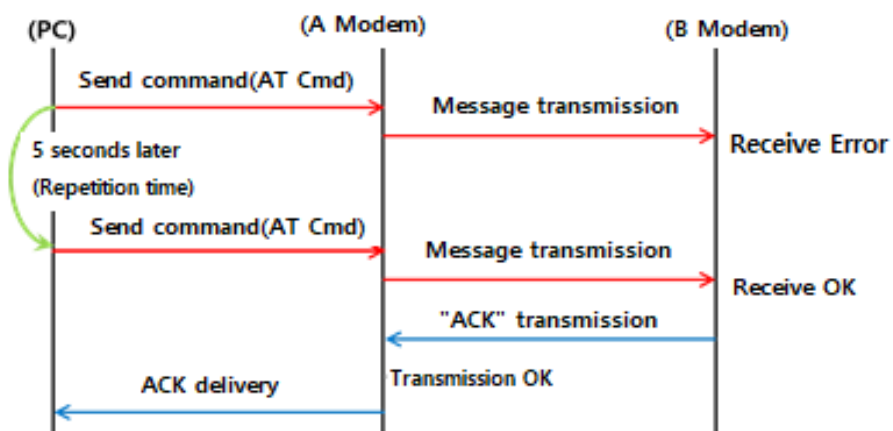 (PC)
(A Modem)
(B Modem)
Send command(AT Cmd)
Message transmission
Receive Error
5 seconds later
(Repetition time)
Send command(AT Cmd)
Message transmission
Receive OK
"ACK" transmission
Transmission OK
ACK delivery